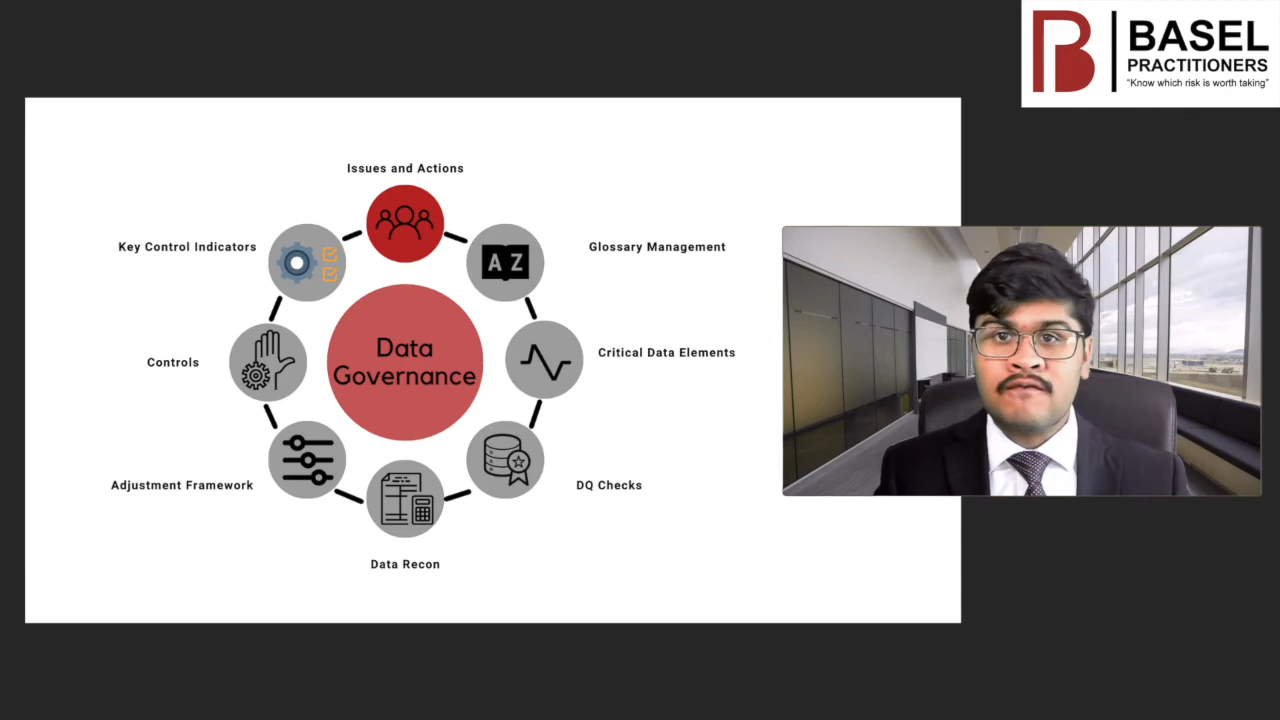 BASEL
PRACTITIONERS
"Know which risk is worth taking"
Issues and Actions
Key Control Indicators
Glossary Management
A Z
Data
Governance
Critical Data Elements
Controls
Adjustment Framework
DQ Checks
Data Recon